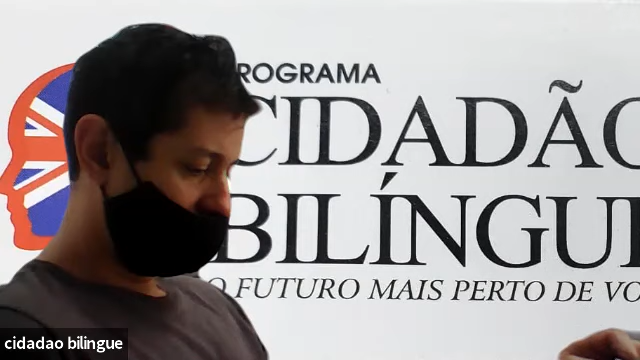 ROGRAMA
CIDADÃO
BILÍNGU
O FUTURO MAIS PERTO DE VO
cidadao bilingue